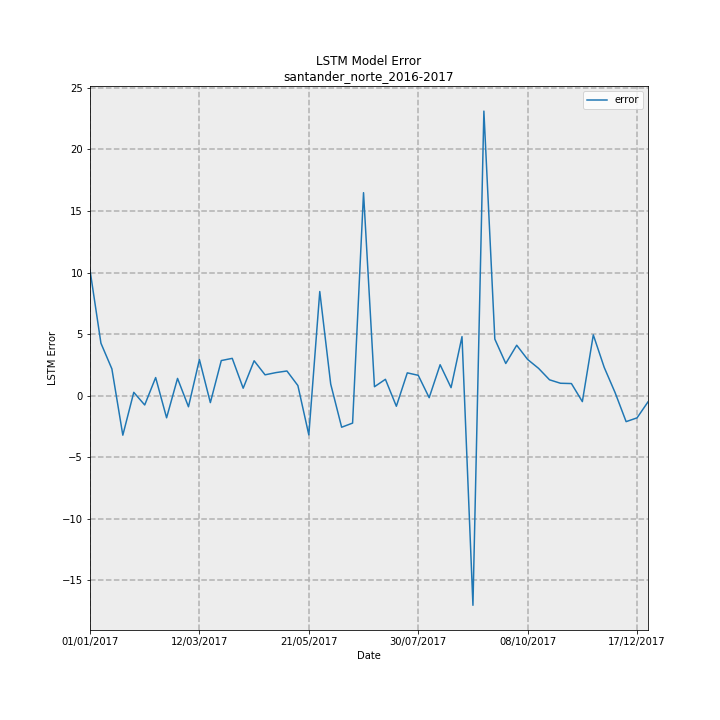 LSTM Model Error
santander_norte_2016-2017
error
25
20
15
10
5
0
−5
−10
−15
LSTM Error
01/01/2017 12/03/2017 21/05/2017 30/07/2017 08/10/2017 17/12/2017
Date